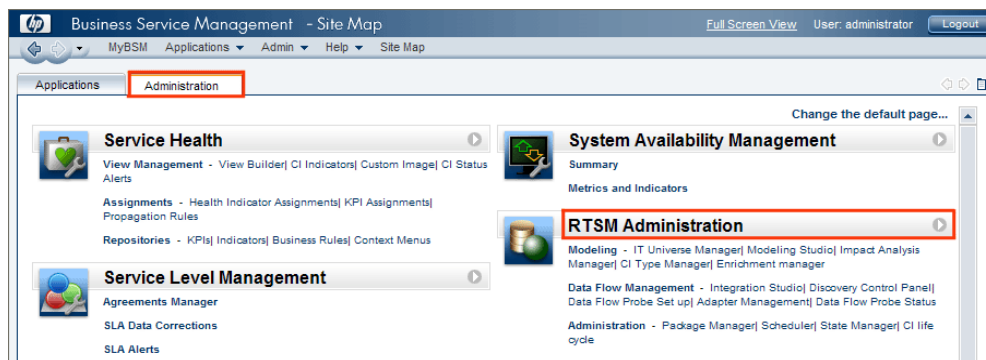 hp Business Service Management - Site Map Full Screen View User: administrator Logout
MyBSM Applications Admin Help Site Map
Applications Administration
Change the default page...
Service Health
View Management - View Builder| CI Indicators| Custom Image| CI Status
Alerts
Assignments - Health Indicator Assignments| KPI Assignments|
Propagation Rules
Repositories - KPIs| Indicators| Business Rules| Context Menus
Service Level Management
Agreements Manager
SLA Data Corrections
SLA Alerts
System Availability Management
Summary
Metrics and Indicators
RTSM Administration
Modeling - IT Universe Manager| Modeling Studio| Impact Analysis
Manager| CI Type Manager| Enrichment manager
Data Flow Management - Integration Studio| Discovery Control Panel|
Data Flow Probe Set up| Adapter Management| Data Flow Probe Status
Administration - Package Manager| Scheduler| State Manager| CI life
cycle